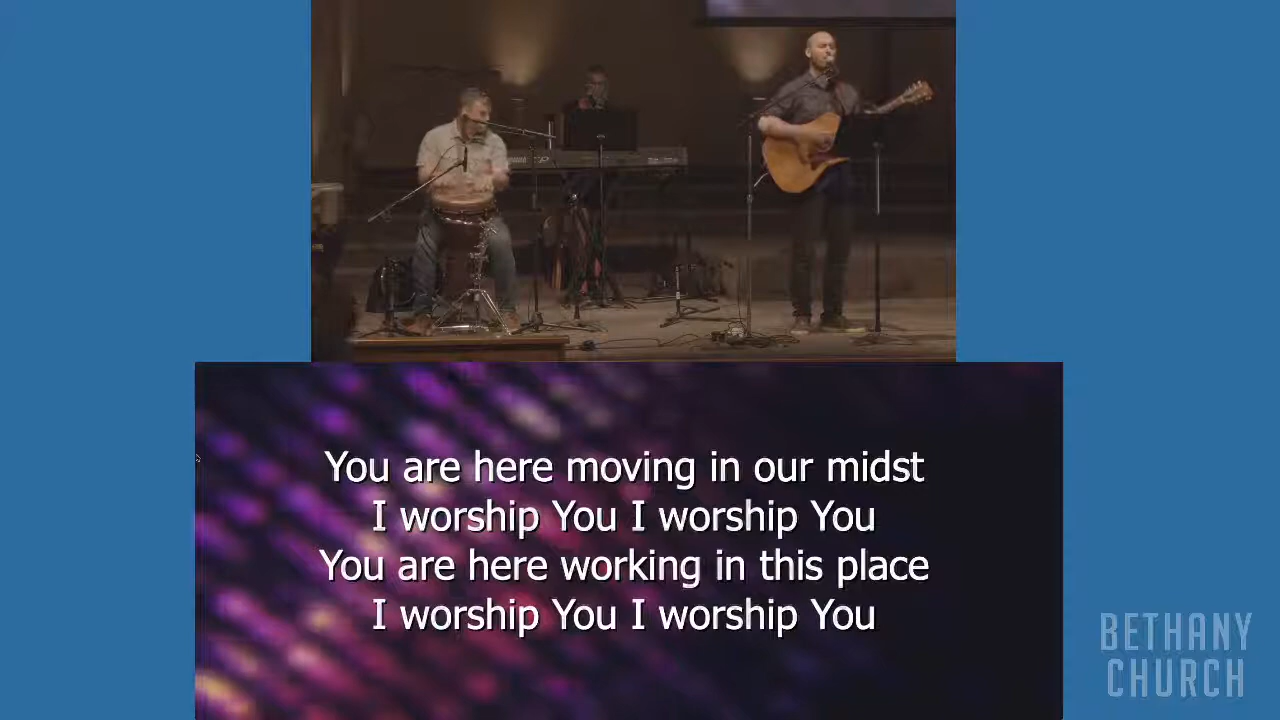 You are here moving in our midst
I worship You I worship You
You are here working in this place
I worship You I worship You
BETHANY
CHURCH